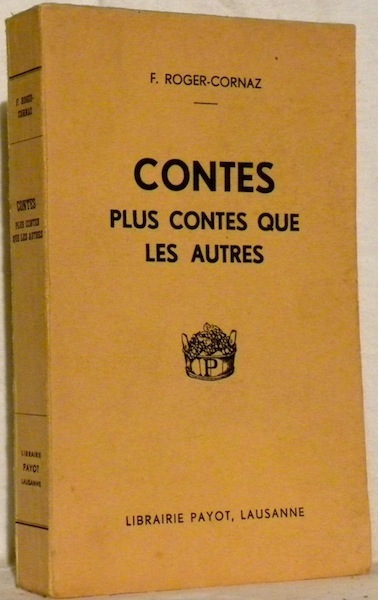 F. ROGER-CORNAZ
CONTES
PLUS CONTES QUE
LES AUTRES
P
LIBRAIRIE PAYOT, LAUSANNE
F. ROGER-
CORNAZ
CONTES
PLUS CONTES
QUE LES AUTRES
LIBRAIRIE
PAYOT
LAUSANNE